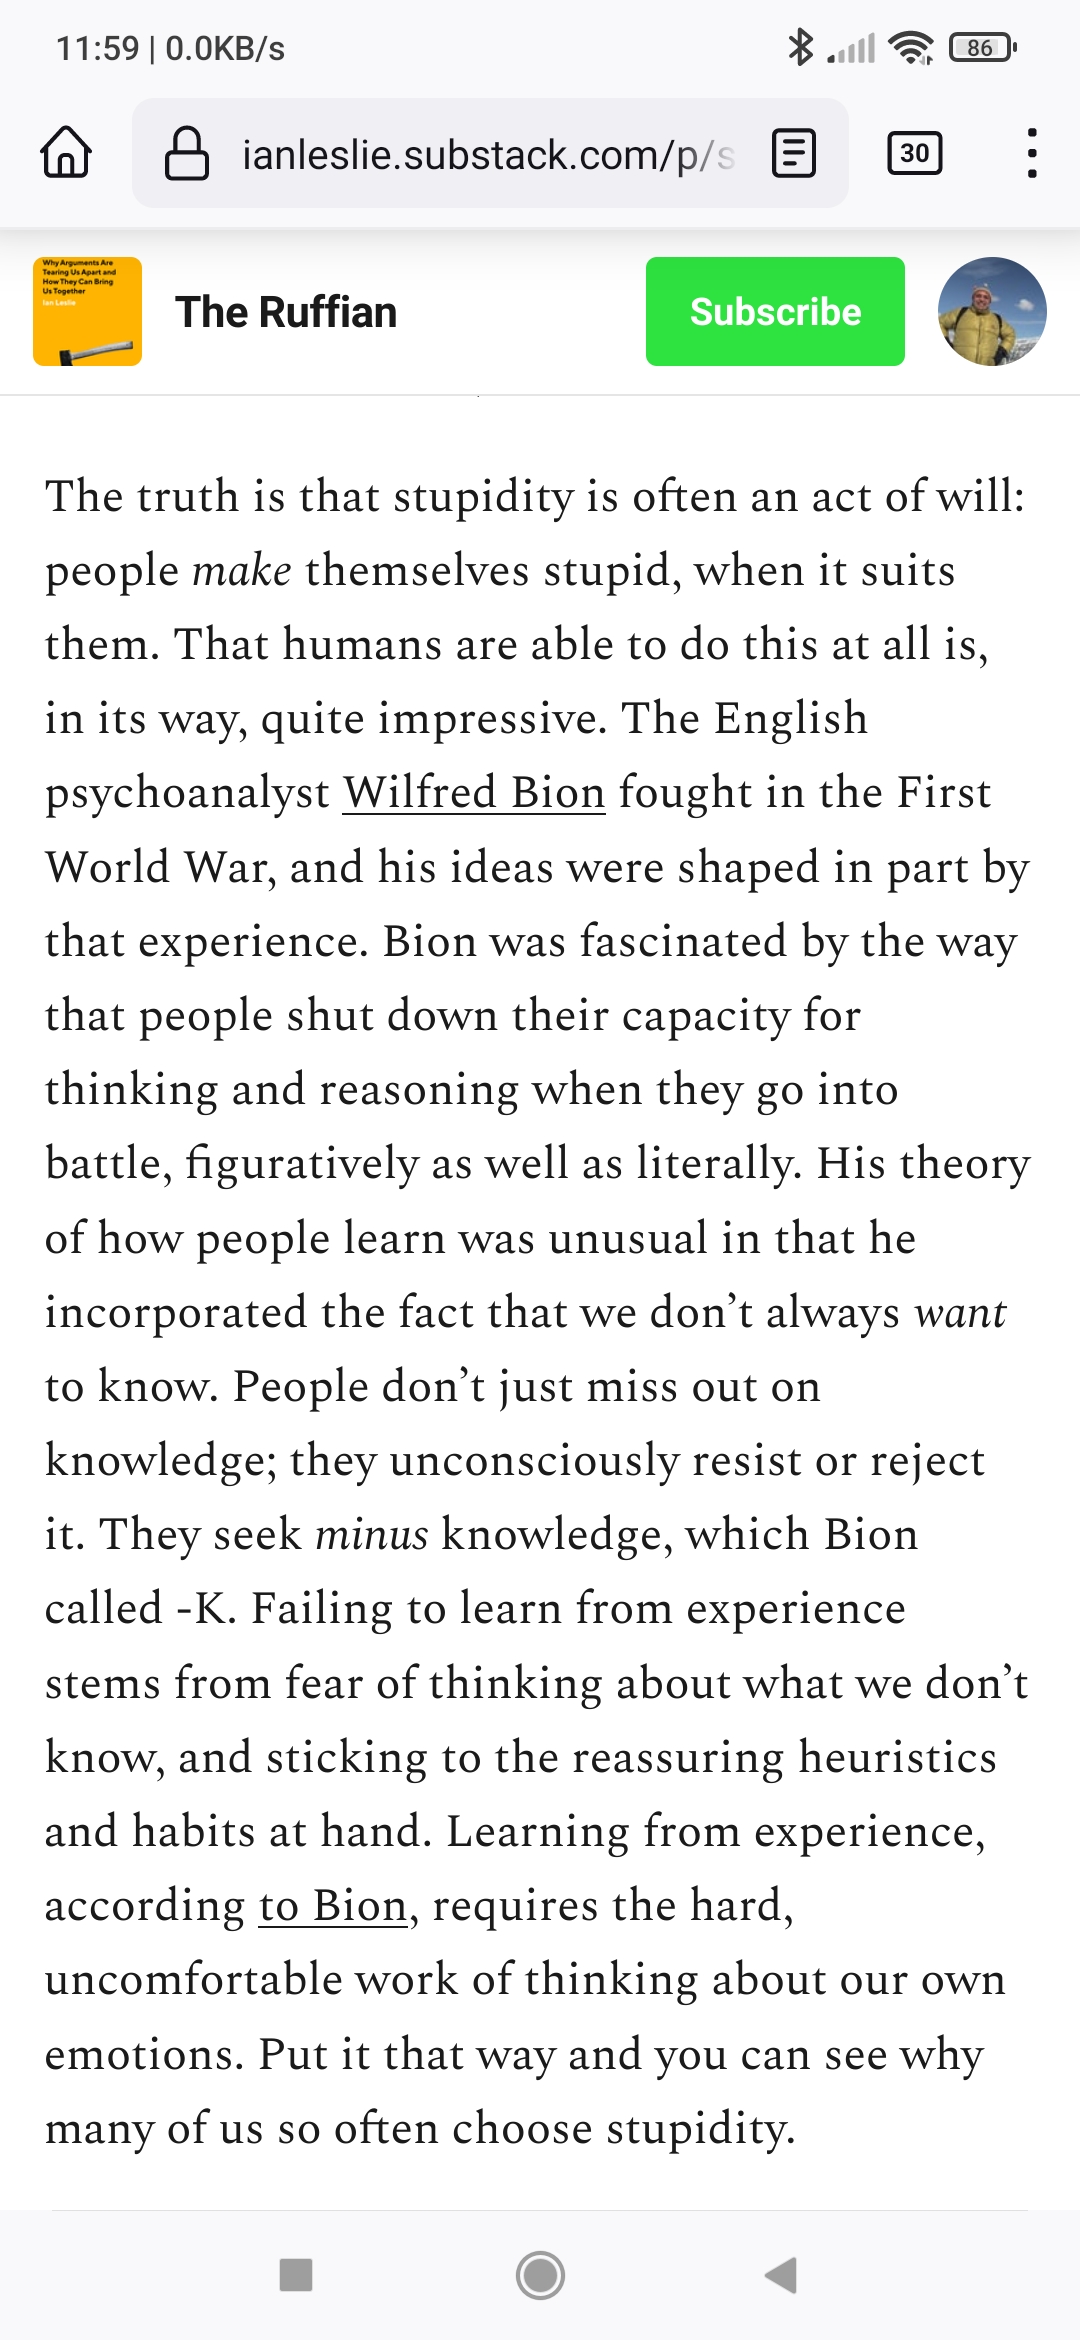 11:59 | 0.0KB/s
86
ianleslie.substack.com/p/s
30
Why Arguments Are
Tearing Us Apart and
How They Can Bring
Us Together
Ian Leslie
The Ruffian
Subscribe
The truth is that stupidity is often an act of will:
people make themselves stupid, when it suits
them. That humans are able to do this at all is,
in its way, quite impressive. The English
psychoanalyst Wilfred Bion fought in the First
World War, and his ideas were shaped in part by
that experience. Bion was fascinated by the way
that people shut down their capacity for
thinking and reasoning when they go into
battle, figuratively as well as literally. His theory
of how people learn was unusual in that he
incorporated the fact that we don’t always want
to know. People don’t just miss out on
knowledge; they unconsciously resist or reject
it. They seek minus knowledge, which Bion
called -K. Failing to learn from experience
stems from fear of thinking about what we don’t
know, and sticking to the reassuring heuristics
and habits at hand. Learning from experience,
according to Bion, requires the hard,
uncomfortable work of thinking about our own
emotions. Put it that way and you can see why
many of us so often choose stupidity.